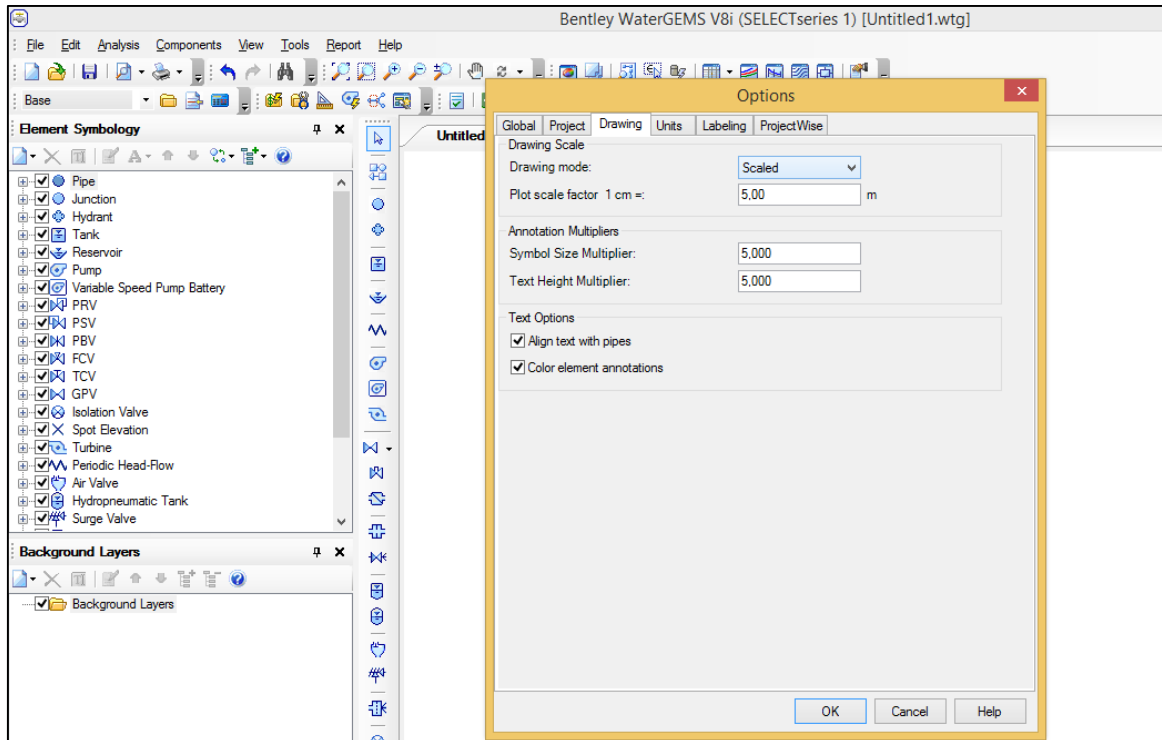 Bentley WaterGEMS V8i (SELECTseries 1) [Untitled1.wtg]
File Edit Analysis Components View Tools Report Help
Base
Element Symbology
Pipe
Junction
Hydrant
Tank
Reservoir
Pump
Variable Speed Pump Battery
PRV
PSV
PBV
FCV
TCV
GPV
Isolation Valve
Spot Elevation
Turbine
Periodic Head-Flow
Air Valve
Hydropneumatic Tank
Surge Valve
Background Layers
Background Layers
Untitled
Options
Global Project Drawing Units Labeling ProjectWise
Drawing Scale
Drawing mode: Scaled
Plot scale factor 1 cm =: 5,00 m
Annotation Multipliers
Symbol Size Multiplier: 5,000
Text Height Multiplier: 5,000
Text Options
Align text with pipes
Color element annotations
OK Cancel Help